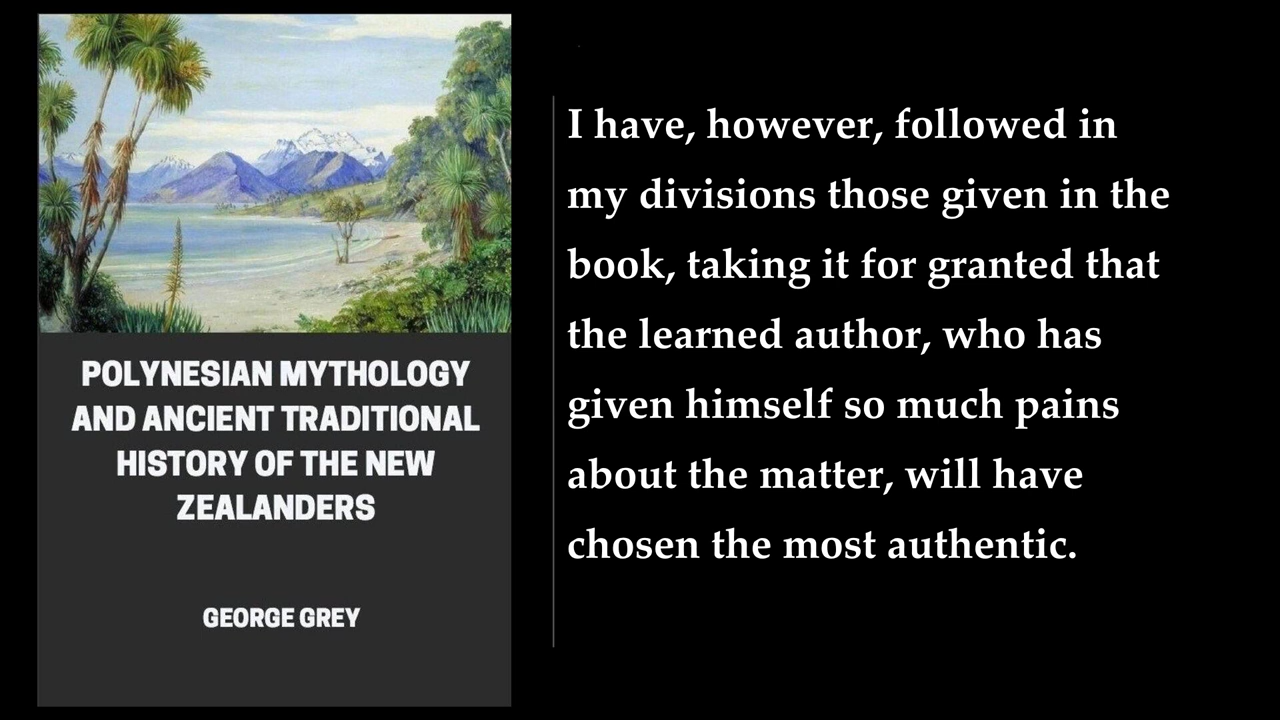 POLYNESIAN MYTHOLOGY
AND ANCIENT TRADITIONAL
HISTORY OF THE NEW
ZEALANDERS
GEORGE GREY
I have, however, followed in
my divisions those given in the
book, taking it for granted that
the learned author, who has
given himself so much pains
about the matter, will have
chosen the most authentic.